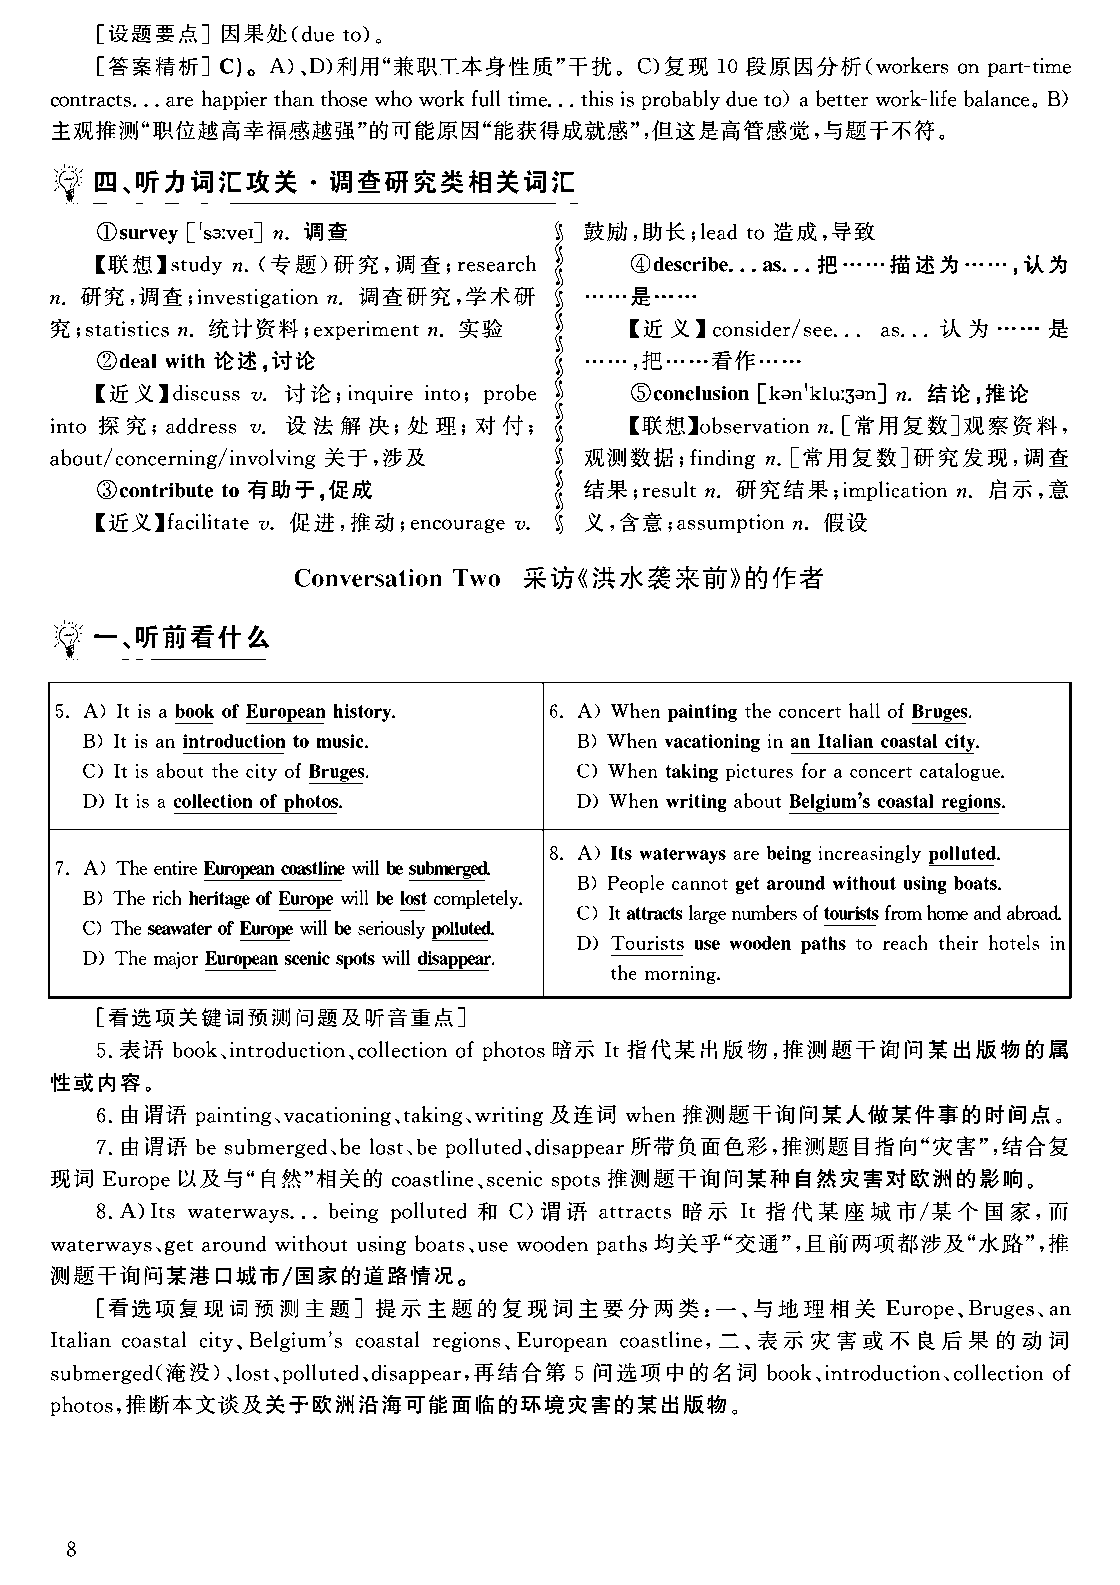 ［设题要点］因果处(due to)。
［答案精析］C)。A)、D)利用“兼职工本身性质”干扰。C)复现 10 段原因分析(workers on part-time
contracts...are happier than those who work full time...this is probably due to) a better work-life balance。B)
主观推测“职位越高幸福感越强”的可能原因“能获得成就感”,但这是高管感觉,与题干不符。
四、听力词汇攻关·调查研究类相关词汇
①survey [ˈsɜːveɪ] n. 调查
【联想】study n.(专题)研究,调查;research
n. 研究,调查;investigation n. 调查研究,学术研
究;statistics n. 统计资料;experiment n. 实验
②deal with 论述,讨论
【近义】discuss v. 讨论;inquire into; probe
into 探究;address v. 设法解决;处理;对付;
about/concerning/involving 关于,涉及
③contribute to 有助于,促成
【近义】facilitate v. 促进,推动;encourage v.
鼓励,助长;lead to 造成,导致
④describe...as...把……描述为……,认为
……是……
【近义】consider/see... as...认为……是
……,把……看作……
⑤conclusion [kənˈkluːʒən] n. 结论,推论
【联想】observation n.[常用复数]观察资料,
观测数据;finding n.[常用复数]研究发现,调查
结果;result n. 研究结果;implication n. 启示,意
义,含意;assumption n. 假设
Conversation Two 采访《洪水袭来前》的作者
一、听前看什么
5. A) It is a book of European history.
B) It is an introduction to music.
C) It is about the city of Bruges.
D) It is a collection of photos.
6. A) When painting the concert hall of Bruges.
B) When vacationing in an Italian coastal city.
C) When taking pictures for a concert catalogue.
D) When writing about Belgium's coastal regions.
7. A) The entire European coastline will be submerged.
B) The rich heritage of Europe will be lost completely.
C) The seawater of Europe will be seriously polluted.
D) The major European scenic spots will disappear.
8. A) Its waterways are being increasingly polluted.
B) People cannot get around without using boats.
C) It attracts large numbers of tourists from home and abroad.
D) Tourists use wooden paths to reach their hotels in
the morning.
［看选项关键词预测问题及听音重点］
5. 表语 book、introduction、collection of photos 暗示 It 指代某出版物,推测题干询问某出版物的属
性或内容。
6. 由谓语 painting、vacationing、taking、writing 及连词 when 推测题干询问某人做某件事的时间点。
7. 由谓语 be submerged、be lost、be polluted、disappear 所带负面色彩,推测题目指向“灾害”,结合复
现词 Europe 以及与“自然”相关的 coastline、scenic spots 推测题干询问某种自然灾害对欧洲的影响。
8. A)Its waterways... being polluted 和 C)谓语 attracts 暗示 It 指代某座城市/某个国家,而
waterways、get around without using boats、use wooden paths 均关乎“交通”,且前两项都涉及“水路”,推
测题干询问某港口城市/国家的道路情况。
［看选项复现词预测主题］提示主题的复现词主要分两类:一、与地理相关 Europe、Bruges、an
Italian coastal city、Belgium's coastal regions、European coastline,二、表示灾害或不良后果的动词
submerged(淹没)、lost、polluted、disappear,再结合第 5 问选项中的名词 book、introduction、collection of
photos,推断本文谈及关于欧洲沿海可能面临的环境灾害的某出版物。
8